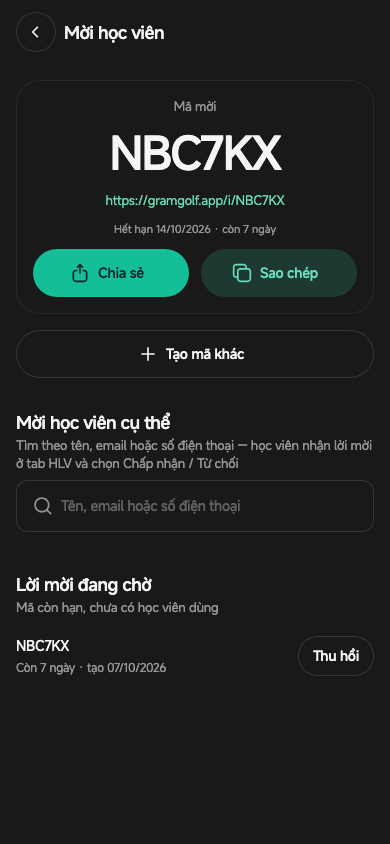 Mời học viên
Mã mời
NBC7KX
https://gramgolf.app/i/NBC7KX
Hết hạn 14/10/2026 · còn 7 ngày
Chia sẻ
Sao chép
Tạo mã khác
Mời học viên cụ thể
Tìm theo tên, email hoặc số điện thoại — học viên nhận lời mời
ở tab HLV và chọn Chấp nhận / Từ chối
Tên, email hoặc số điện thoại
Lời mời đang chờ
Mã còn hạn, chưa có học viên dùng
NBC7KX
Còn 7 ngày · tạo 07/10/2026
Thu hồi